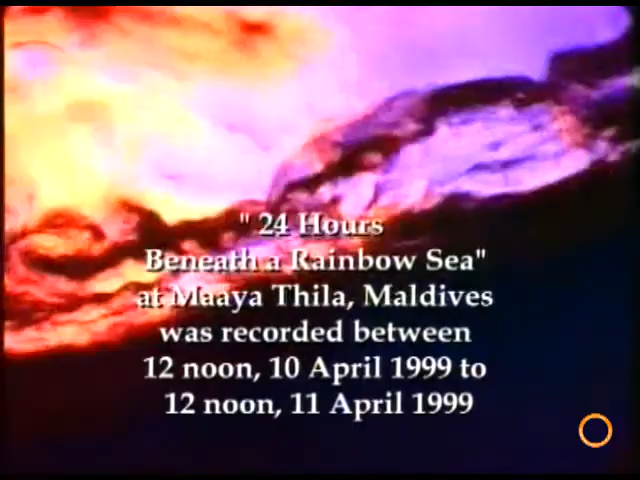 " 24 Hours
Beneath a Rainbow Sea"
at Maaya Thila, Maldives
was recorded between
12 noon, 10 April 1999 to
12 noon, 11 April 1999